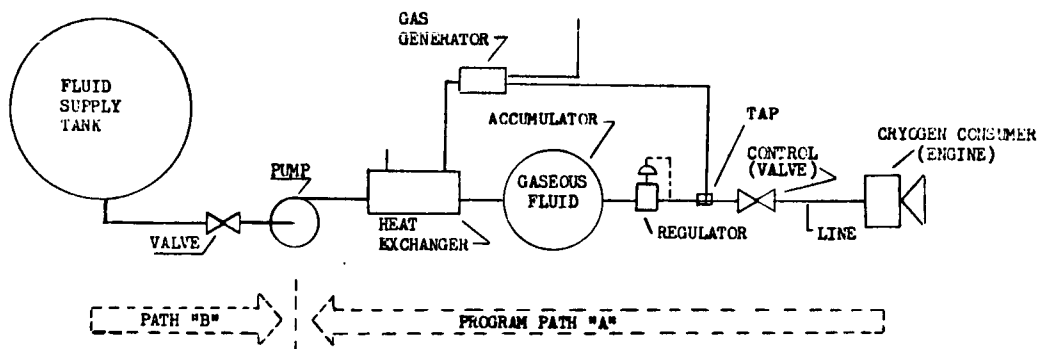 GAS
GENERATOR
FLUID
SUPPLY
TANK
ACCUMULATOR
TAP
CRYOGEN CONSUMER
(ENGINE)
CONTROL
(VALVE)
PUMP
GASEOUS
FLUID
VALVE
HEAT
EXCHANGER
REGULATOR
LINE
PATH "B"
PROGRAM PATH "A"